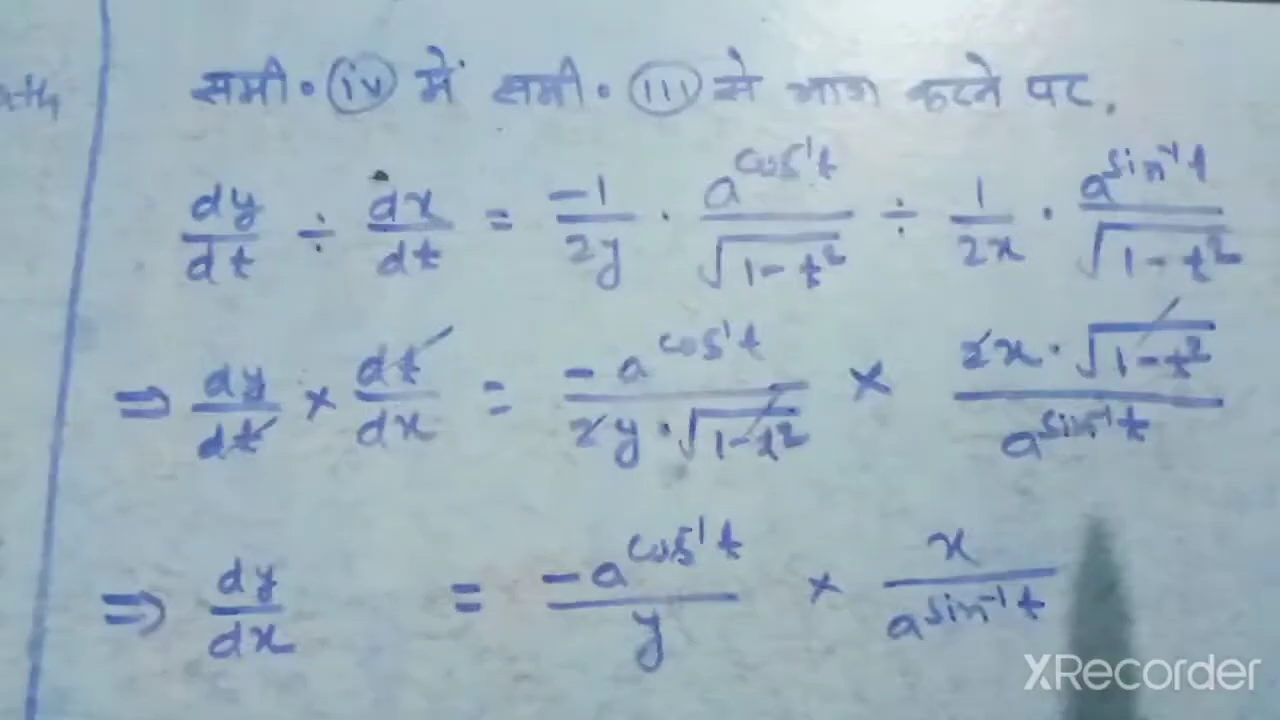 समी. (iv) में समी. (iii) से भाग करने पर.
dy/dt ÷ dx/dt = -1/2y · a^cos⁻¹t/√1-t² ÷ 1/2x · a^sin⁻¹t/√1-t²
⇒ dy/dt × dt/dx = -a^cos⁻¹t/2y·√1-t² × 2x·√1-t²/a^sin⁻¹t
⇒ dy/dx = -a^cos⁻¹t/y × x/a^sin⁻¹t
XRecorder